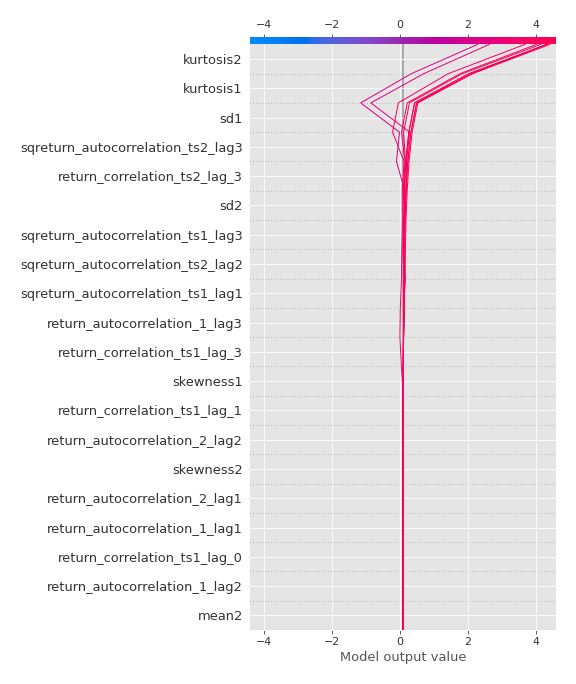 −4 −2 0 2 4
kurtosis2
kurtosis1
sd1
sqreturn_autocorrelation_ts2_lag3
return_correlation_ts2_lag_3
sd2
sqreturn_autocorrelation_ts1_lag3
sqreturn_autocorrelation_ts2_lag2
sqreturn_autocorrelation_ts1_lag1
return_autocorrelation_1_lag3
return_correlation_ts1_lag_3
skewness1
return_correlation_ts1_lag_1
return_autocorrelation_2_lag2
skewness2
return_autocorrelation_2_lag1
return_autocorrelation_1_lag1
return_correlation_ts1_lag_0
return_autocorrelation_1_lag2
mean2
−4 −2 0 2 4
Model output value